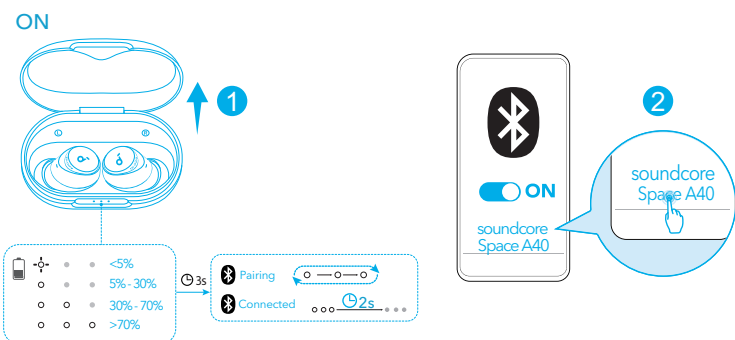 ON
1
L R
<5%
5% - 30%
30% - 70%
>70%
3s
Pairing
Connected
2s
ON
soundcore
Space A40
2
soundcore
Space A40